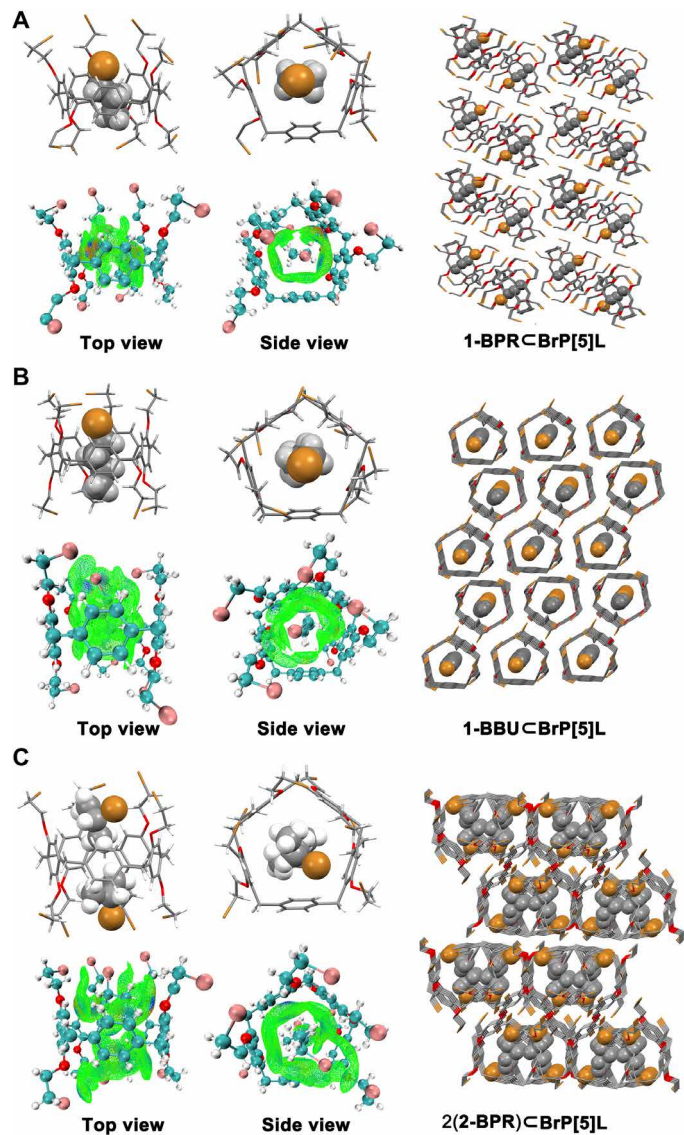 A
Top view
Side view
1-BPR⊂BrP[5]L
B
Top view
Side view
1-BBU⊂BrP[5]L
C
Top view
Side view
2(2-BPR)⊂BrP[5]L